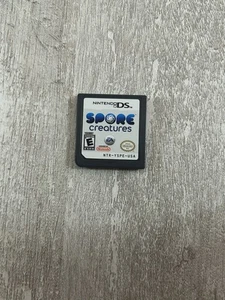 NINTENDO DS
SPORE
creatures
E
NTR-YSPE-USA